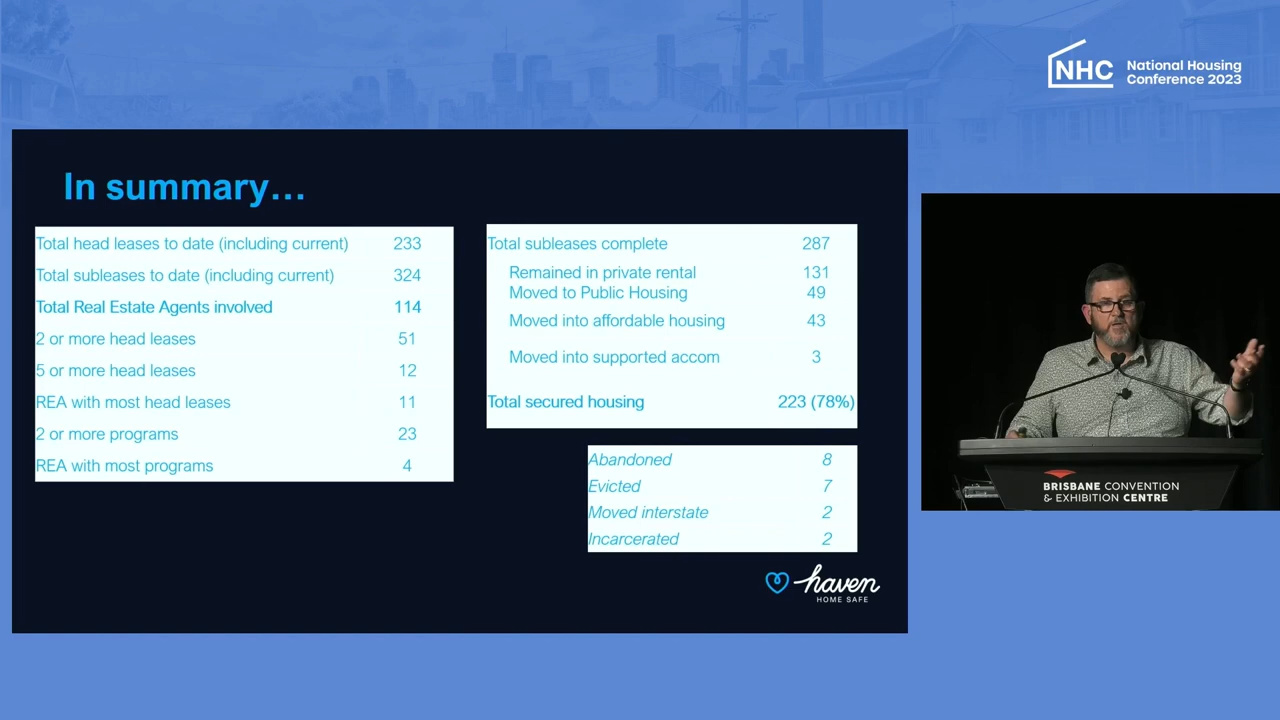 NHC
National Housing
Conference 2023
In summary…
Total head leases to date (including current) 233
Total subleases to date (including current) 324
Total Real Estate Agents involved 114
2 or more head leases 51
5 or more head leases 12
REA with most head leases 11
2 or more programs 23
REA with most programs 4
Total subleases complete 287
Remained in private rental 131
Moved to Public Housing 49
Moved into affordable housing 43
Moved into supported accom 3
Total secured housing 223 (78%)
Abandoned 8
Evicted 7
Moved interstate 2
Incarcerated 2
haven
HOME SAFE
BRISBANE CONVENTION
& EXHIBITION CENTRE